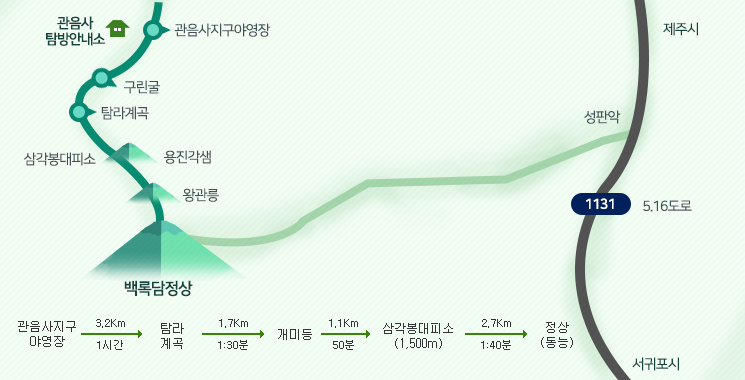 관음사
탐방안내소
관음사지구야영장
제주시
구린굴
탐라계곡
성판악
삼각봉대피소
용진각샘
왕관릉
1131
5.16도로
백록담정상
관음사지구
야영장
3.2Km
1시간
탐라
계곡
1.7Km
1:30분
개미등
1.1Km
50분
삼각봉대피소
(1,500m)
2.7Km
1:40분
정상
(동능)
서귀포시